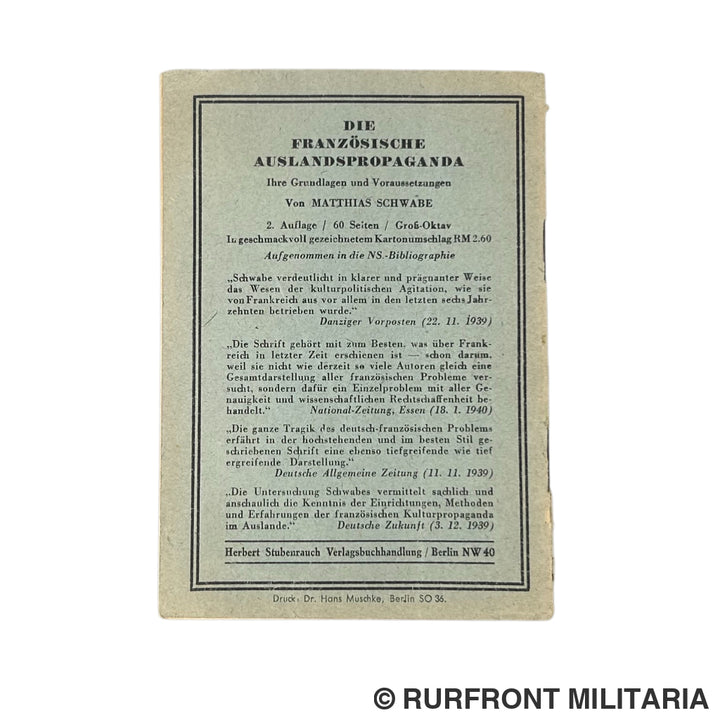 DIE
FRANZÖSISCHE
AUSLANDSPROPAGANDA
Ihre Grundlagen und Voraussetzungen
Von MATTHIAS SCHWABE
2. Auflage / 60 Seiten / Groß-Oktav
In geschmackvoll gezeichnetem Kartonumschlag RM 2.60
Aufgenommen in die NS.-Bibliographie
„Schwabe verdeutlicht in klarer und prägnanter Weise
das Wesen der kulturpolitischen Agitation, wie sie
von Frankreich aus vor allem in den letzten sechs Jahr-
zehnten betrieben wurde.“
Danziger Vorposten (22. 11. 1939)
„Die Schrift gehört mit zum Besten, was über Frank-
reich in letzter Zeit erschienen ist — schon darum,
weil sie nicht wie derzeit so viele Autoren gleich eine
Gesamtdarstellung aller französischen Probleme ver-
sucht, sondern dafür ein Einzelproblem mit aller Ge-
nauigkeit und wissenschaftlichen Rechtschaffenheit be-
handelt.“ National-Zeitung, Essen (18. 1. 1940)
„Die ganze Tragik des deutsch-französischen Problems
erfährt in der hochstehenden und im besten Stil ge-
schriebenen Schrift eine ebenso tiefgreifende wie tief
ergreifende Darstellung.“
Deutsche Allgemeine Zeitung (11. 11. 1939)
„Die Untersuchung Schwabes vermittelt sachlich und
anschaulich die Kenntnis der Einrichtungen, Methoden
und Erfahrungen der französischen Kulturpropaganda
im Auslande.“ Deutsche Zukunft (3. 12. 1939)
Herbert Stubenrauch Verlagsbuchhandlung / Berlin NW 40
Druck: Dr. Hans Muschke, Berlin SO 36.
© RURFRONT MILITARIA